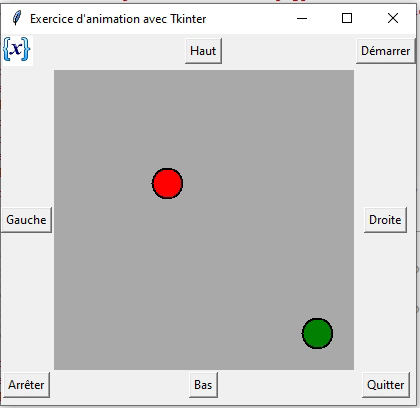 Exercice d'animation avec Tkinter
{x}
Haut
Démarrer
Gauche
Droite
Arrêter
Bas
Quitter